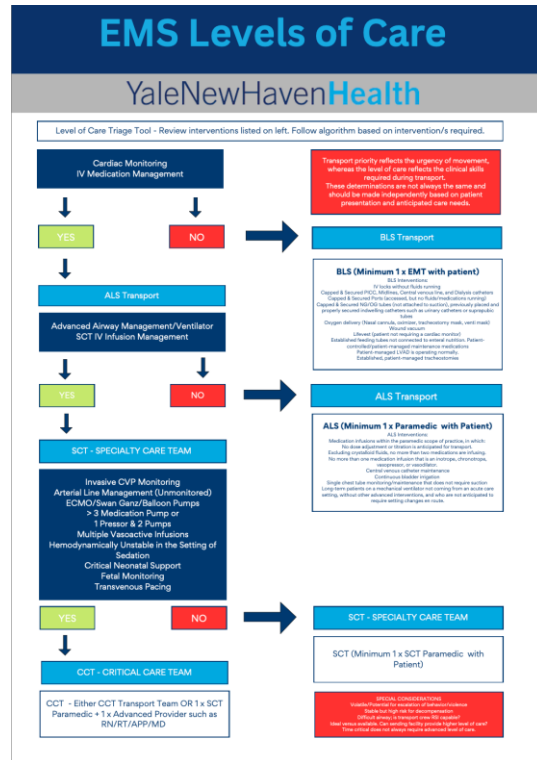 EMS Levels of Care
YaleNewHavenHealth
Level of Care Triage Tool - Review interventions listed on left. Follow algorithm based on intervention/s required.
Cardiac Monitoring
IV Medication Management
Transport priority reflects the urgency of movement,
whereas the level of care reflects the clinical skills
required during transport.
These determinations are not always the same and
should be made independently based on patient
presentation and anticipated care needs.
YES
NO
BLS Transport
BLS (Minimum 1 x EMT with patient)
BLS Interventions:
IV locks without fluids running
Capped & Secured PICC, Midlines, Central venous line, and Dialysis catheters
Capped & Secured Ports (accessed, but no fluids/medications running)
Capped & Secured NG/OG tubes (not attached to suction), previously placed and
properly secured indwelling catheters such as urinary catheters or suprapubic
tubes
Oxygen delivery (Nasal cannula, oxymizer, tracheostomy mask, venti mask)
Wound vacuum
Lifevest (patient not requiring a cardiac monitor)
Established feeding tubes not connected to enteral nutrition. Patient-
controlled/patient-managed maintenance medications
Patient-managed LVAD is operating normally.
Established, patient-managed tracheostomies
ALS Transport
Advanced Airway Management/Ventilator
SCT IV Infusion Management
YES
NO
ALS Transport
ALS (Minimum 1 x Paramedic with Patient)
ALS Interventions:
Medication infusions within the paramedic scope of practice, in which:
No dose adjustment or titration is anticipated for transport.
Excluding crystalloid fluids, no more than two medications are infusing.
No more than one medication infusion that is an inotrope, chronotrope,
vasopressor, or vasodilator.
Central venous catheter maintenance
Continuous bladder irrigation
Single chest tube monitoring/maintenance that does not require suction
Long-term patients on a mechanical ventilator not coming from an acute care
setting, without other advanced interventions, and who are not anticipated to
require setting changes ex route.
SCT - SPECIALTY CARE TEAM
Invasive CVP Monitoring
Arterial Line Management (Unmonitored)
ECMO/Swan Ganz/Balloon Pumps
> 3 Medication Pump or
1 Pressor & 2 Pumps
Multiple Vasoactive Infusions
Hemodynamically Unstable in the Setting of
Sedation
Critical Neonatal Support
Fetal Monitoring
Transvenous Pacing
YES
NO
SCT - SPECIALTY CARE TEAM
SCT (Minimum 1 x SCT Paramedic with
Patient)
CCT - CRITICAL CARE TEAM
CCT - Either CCT Transport Team OR 1 x SCT
Paramedic + 1 x Advanced Provider such as
RN/RT/APP/MD
SPECIAL CONSIDERATIONS
Volatile/Potential for escalation of behavior/violence
Stable but high risk for decompensation
Difficult airway; is transport crew RSI capable?
Ideal versus available: Can sending facility provide higher level of care?
Time critical does not always require advanced level of care.